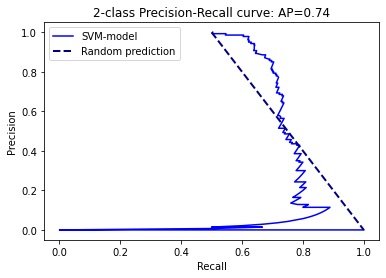 2-class Precision-Recall curve: AP=0.74
SVM-model
Random prediction
1.0
0.8
0.6
0.4
0.2
0.0
Precision
0.0 0.2 0.4 0.6 0.8 1.0
Recall